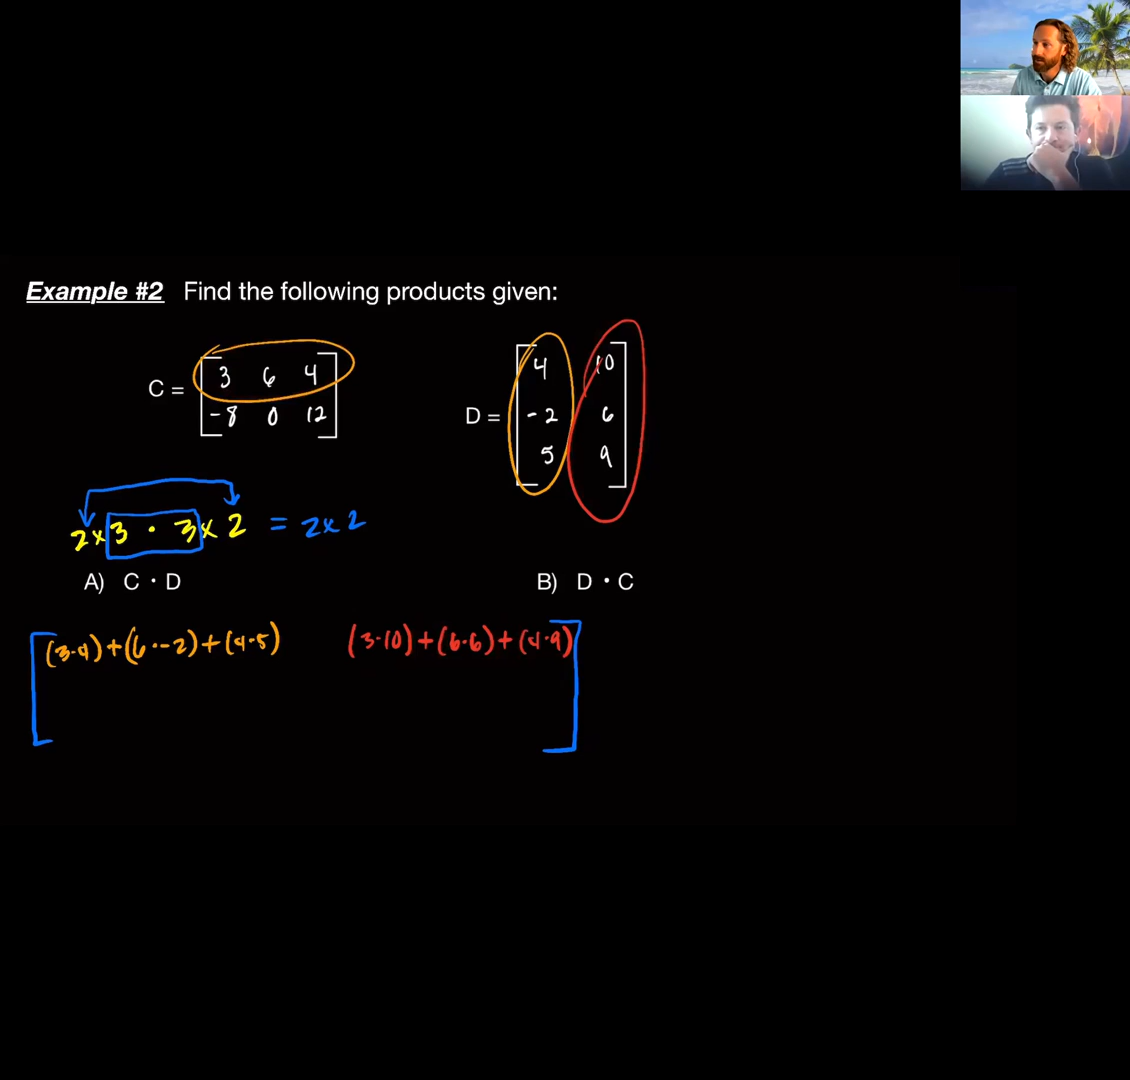 Example #2 Find the following products given:
C = [3 6 4
-8 0 12]
D = [4 10
-2 6
5 9]
2x3 · 3x2 = 2x2
A) C · D
B) D · C
[(3·4)+(6·-2)+(4·5) (3·10)+(6·6)+(4·9)]